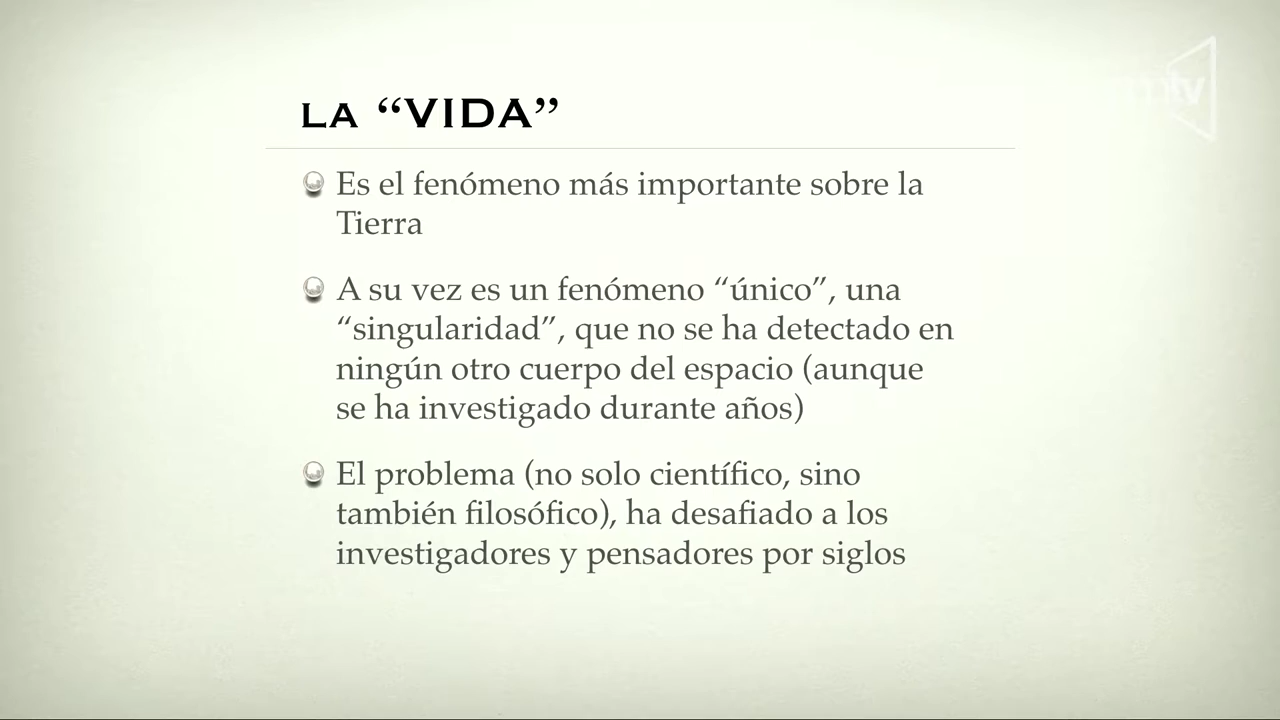 LA “VIDA”
Es el fenómeno más importante sobre la
Tierra
A su vez es un fenómeno “único”, una
“singularidad”, que no se ha detectado en
ningún otro cuerpo del espacio (aunque
se ha investigado durante años)
El problema (no solo científico, sino
también filosófico), ha desafiado a los
investigadores y pensadores por siglos